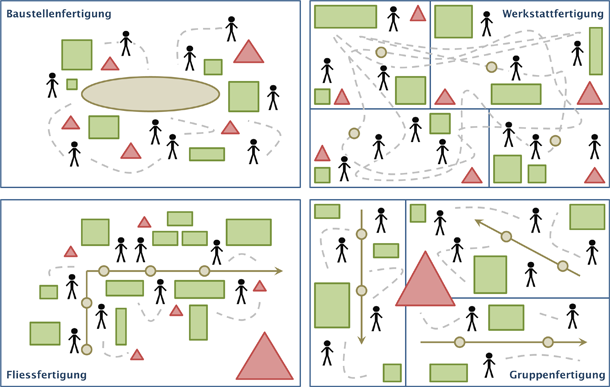 Baustellenfertigung
Werkstattfertigung
Fliessfertigung
Gruppenfertigung